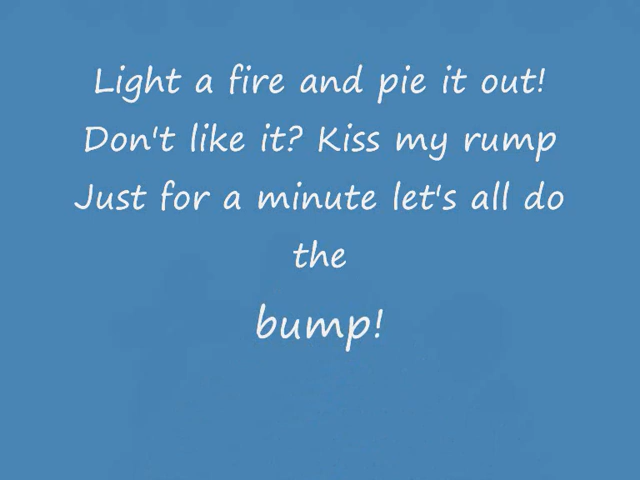 Light a fire and pie it out!
Don't like it? Kiss my rump
Just for a minute let's all do
the
bump!